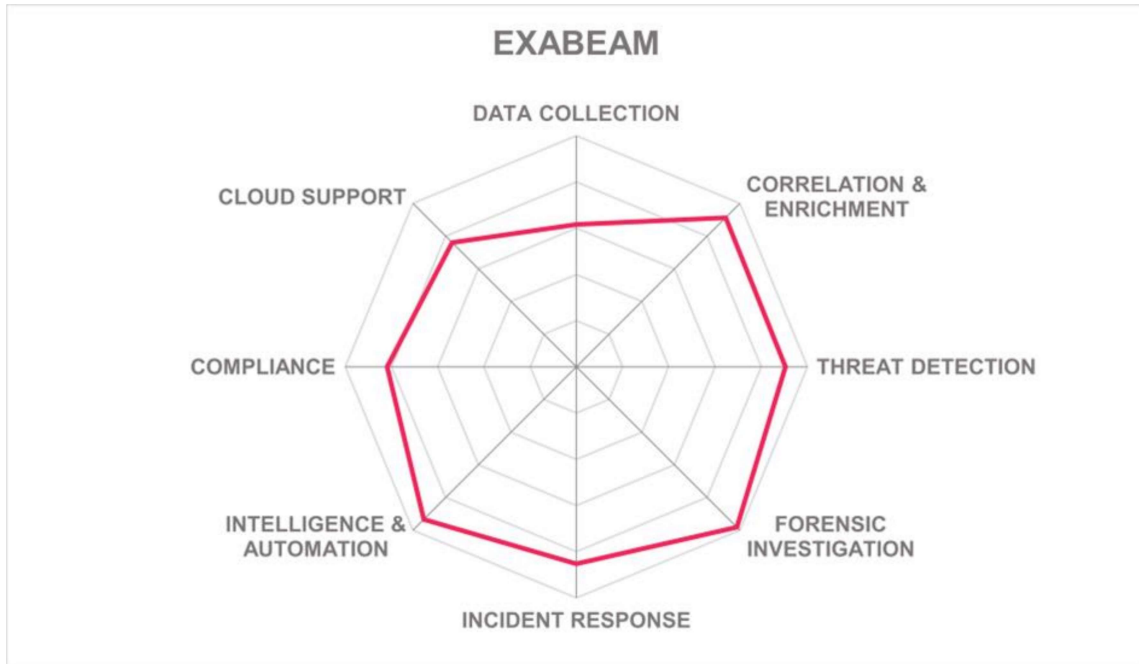 EXABEAM
DATA COLLECTION
CLOUD SUPPORT
CORRELATION &
ENRICHMENT
COMPLIANCE
THREAT DETECTION
INTELLIGENCE &
AUTOMATION
FORENSIC
INVESTIGATION
INCIDENT RESPONSE